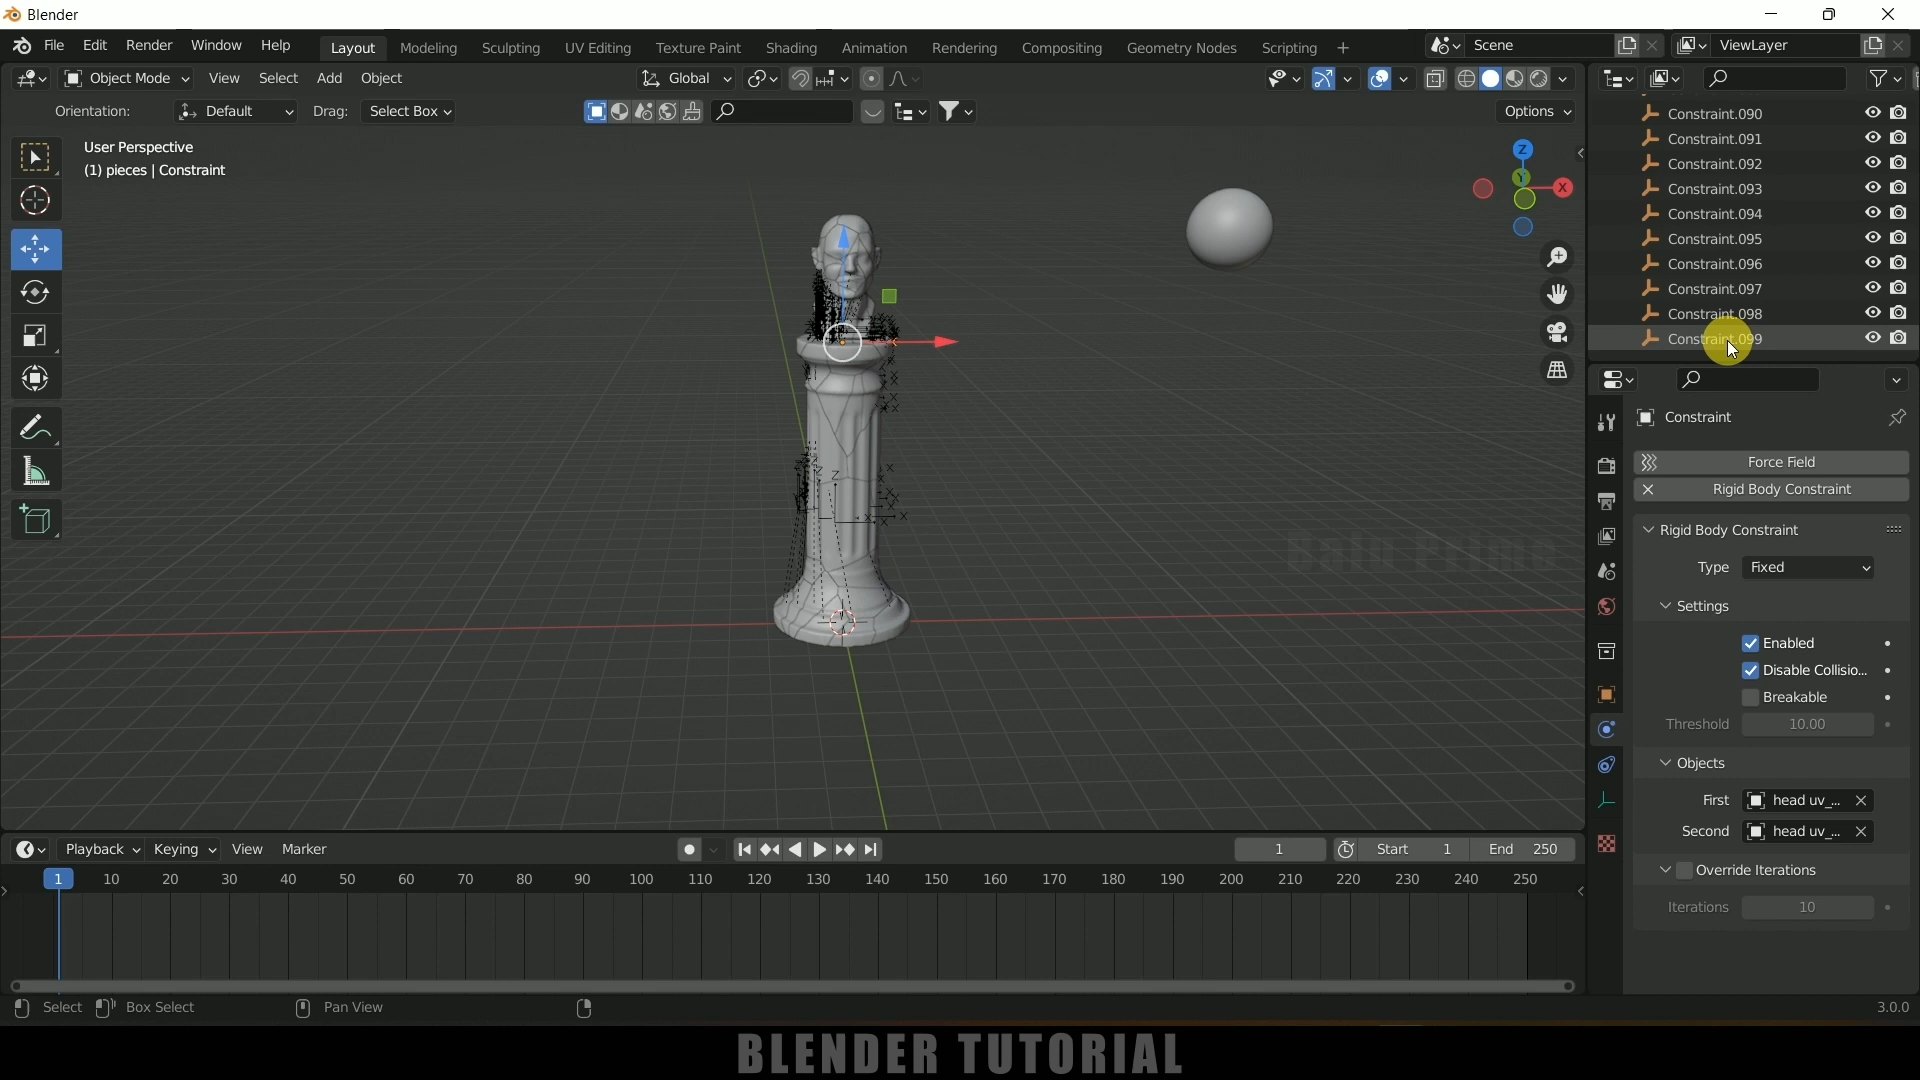 Blender
File Edit Render Window Help Layout Modeling Sculpting UV Editing Texture Paint Shading Animation Rendering Compositing Geometry Nodes Scripting + Scene ViewLayer
Object Mode View Select Add Object Global
Orientation: Default Drag: Select Box Options
User Perspective
(1) pieces | Constraint
Z
Y
X
Constraint.090
Constraint.091
Constraint.092
Constraint.093
Constraint.094
Constraint.095
Constraint.096
Constraint.097
Constraint.098
Constraint.099
Constraint
Force Field
Rigid Body Constraint
Rigid Body Constraint
Type Fixed
Settings
Enabled
Disable Collisio...
Breakable
Threshold 10.00
Objects
First head uv_...
Second head uv_...
Override Iterations
Iterations 10
Playback Keying View Marker 1 Start 1 End 250
1 10 20 30 40 50 60 70 80 90 100 110 120 130 140 150 160 170 180 190 200 210 220 230 240 250
Select Box Select Pan View 3.0.0
BLENDER TUTORIAL